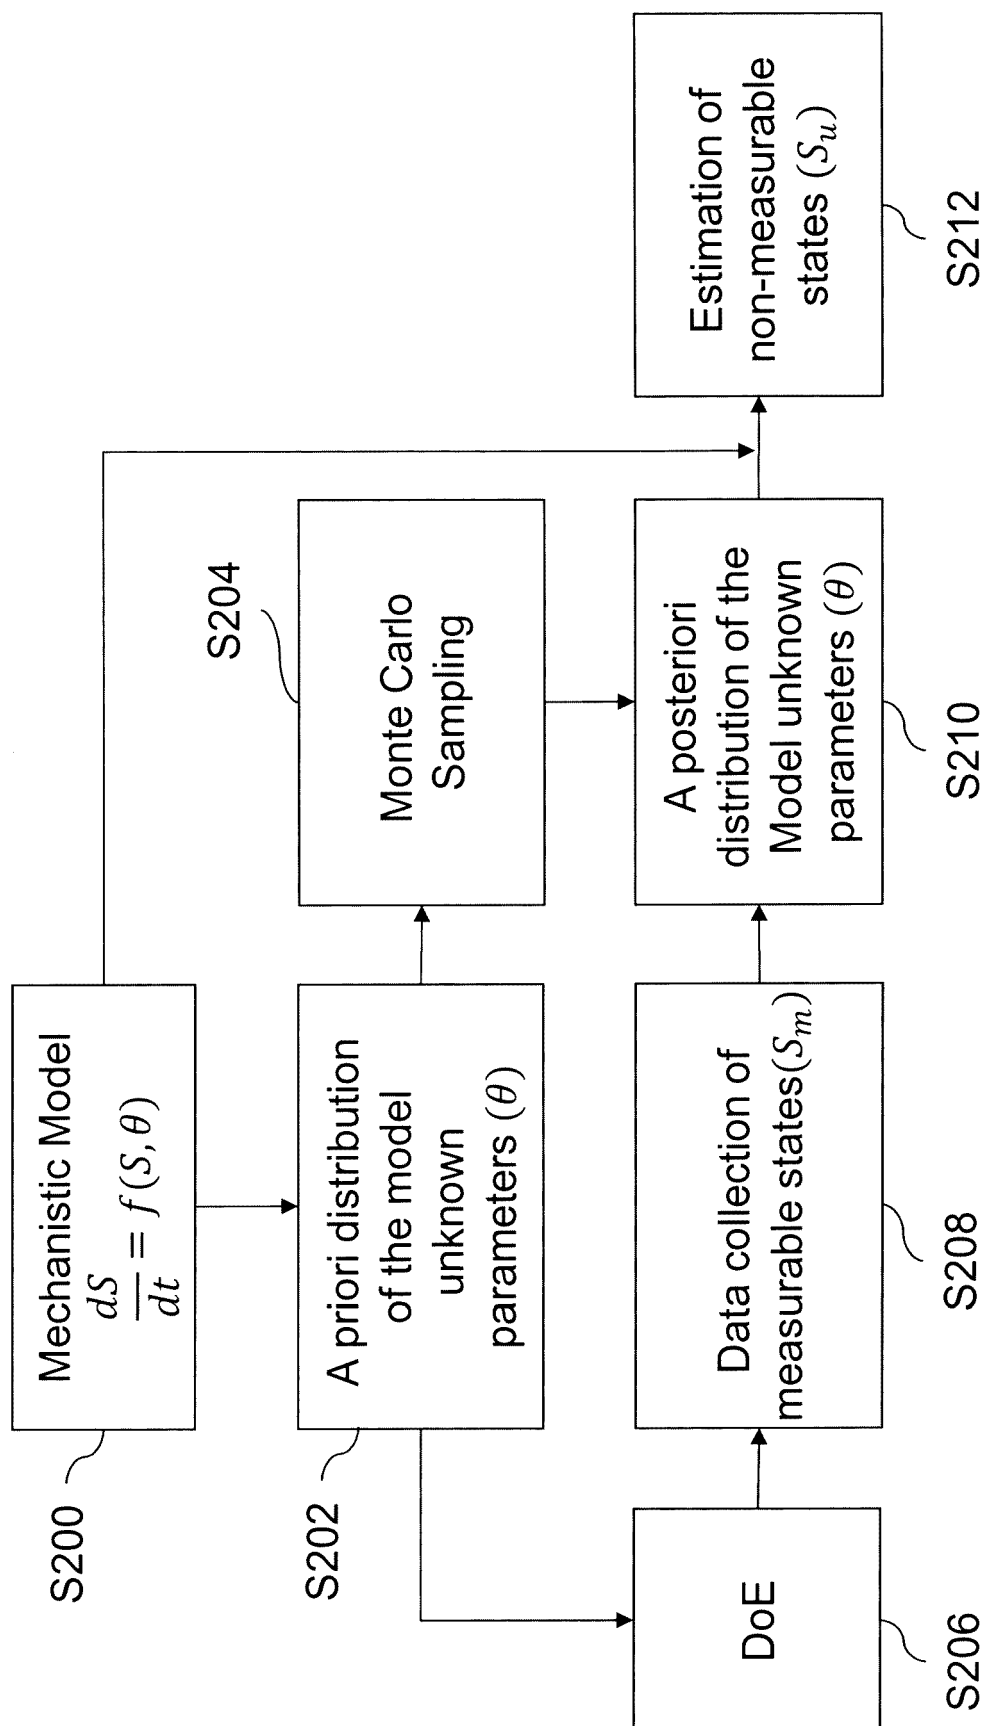 Mechanistic Model
dS/dt = f(S, θ)
S200
A priori distribution
of the model
unknown
parameters (θ)
S202
Monte Carlo
Sampling
S204
DoE
S206
Data collection of
measurable states(S_m)
S208
A posteriori
distribution of the
Model unknown
parameters (θ)
S210
Estimation of
non-measurable
states (S_u)
S212